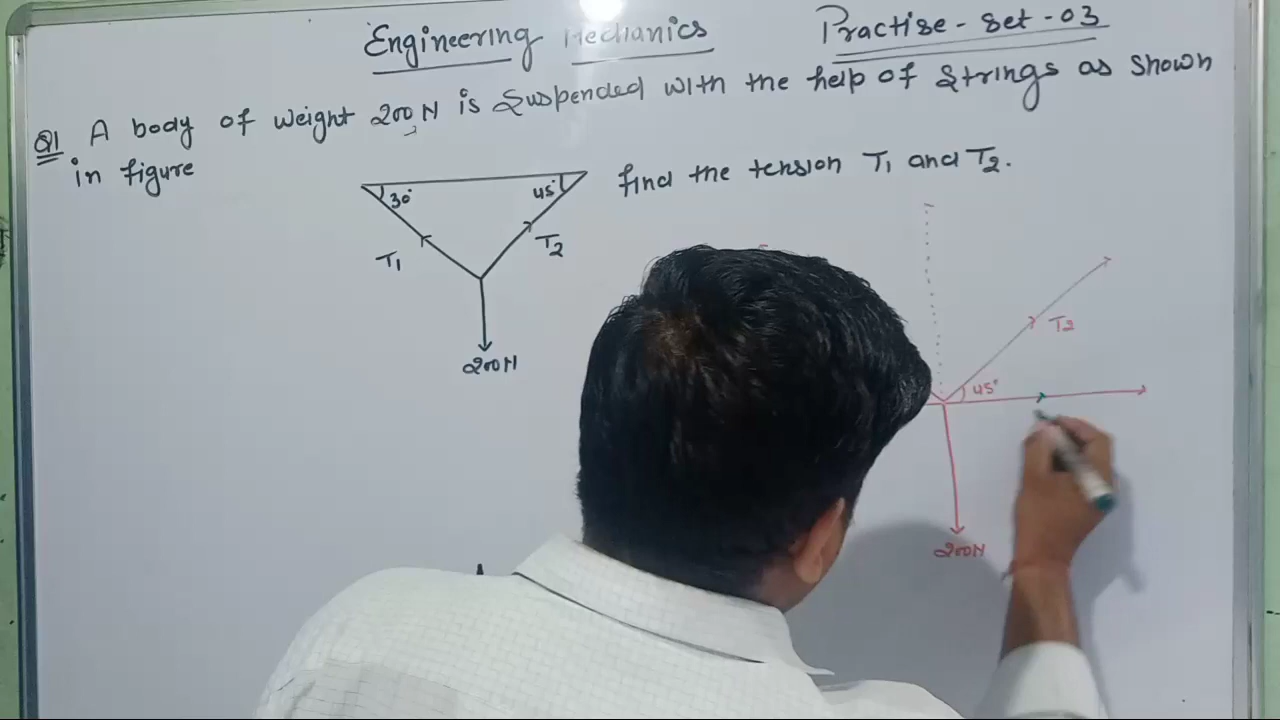 Engineering Mechanics
Practise-Set-03
Q1 A body of weight 200N is suspended with the help of strings as shown
in figure
find the tension T1 and T2.
30° 45°
T1 T2
200N
T2
45°
200N